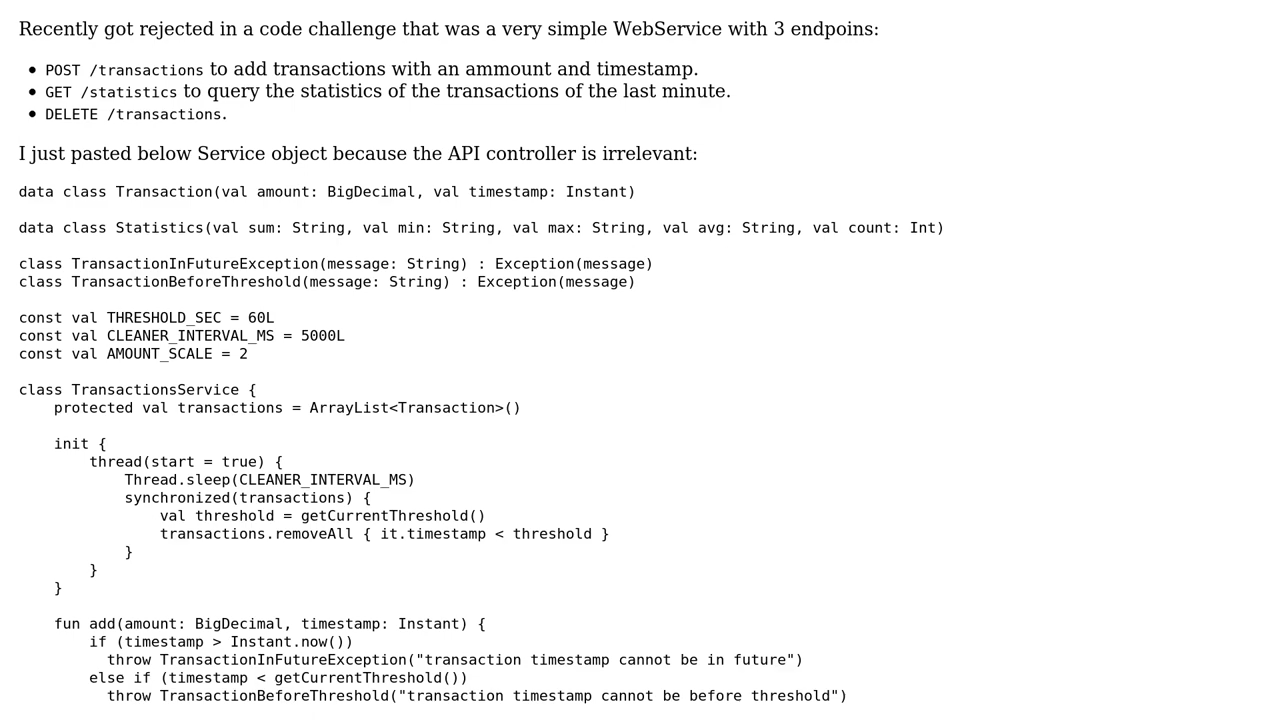 Recently got rejected in a code challenge that was a very simple WebService with 3 endpoins:
• POST /transactions to add transactions with an ammount and timestamp.
• GET /statistics to query the statistics of the transactions of the last minute.
• DELETE /transactions.
I just pasted below Service object because the API controller is irrelevant:
data class Transaction(val amount: BigDecimal, val timestamp: Instant)
data class Statistics(val sum: String, val min: String, val max: String, val avg: String, val count: Int)
class TransactionInFutureException(message: String) : Exception(message)
class TransactionBeforeThreshold(message: String) : Exception(message)
const val THRESHOLD_SEC = 60L
const val CLEANER_INTERVAL_MS = 5000L
const val AMOUNT_SCALE = 2
class TransactionsService {
    protected val transactions = ArrayList<Transaction>()
    init {
        thread(start = true) {
            Thread.sleep(CLEANER_INTERVAL_MS)
            synchronized(transactions) {
                val threshold = getCurrentThreshold()
                transactions.removeAll { it.timestamp < threshold }
            }
        }
    }
    fun add(amount: BigDecimal, timestamp: Instant) {
        if (timestamp > Instant.now())
          throw TransactionInFutureException("transaction timestamp cannot be in future")
        else if (timestamp < getCurrentThreshold())
          throw TransactionBeforeThreshold("transaction timestamp cannot be before threshold")